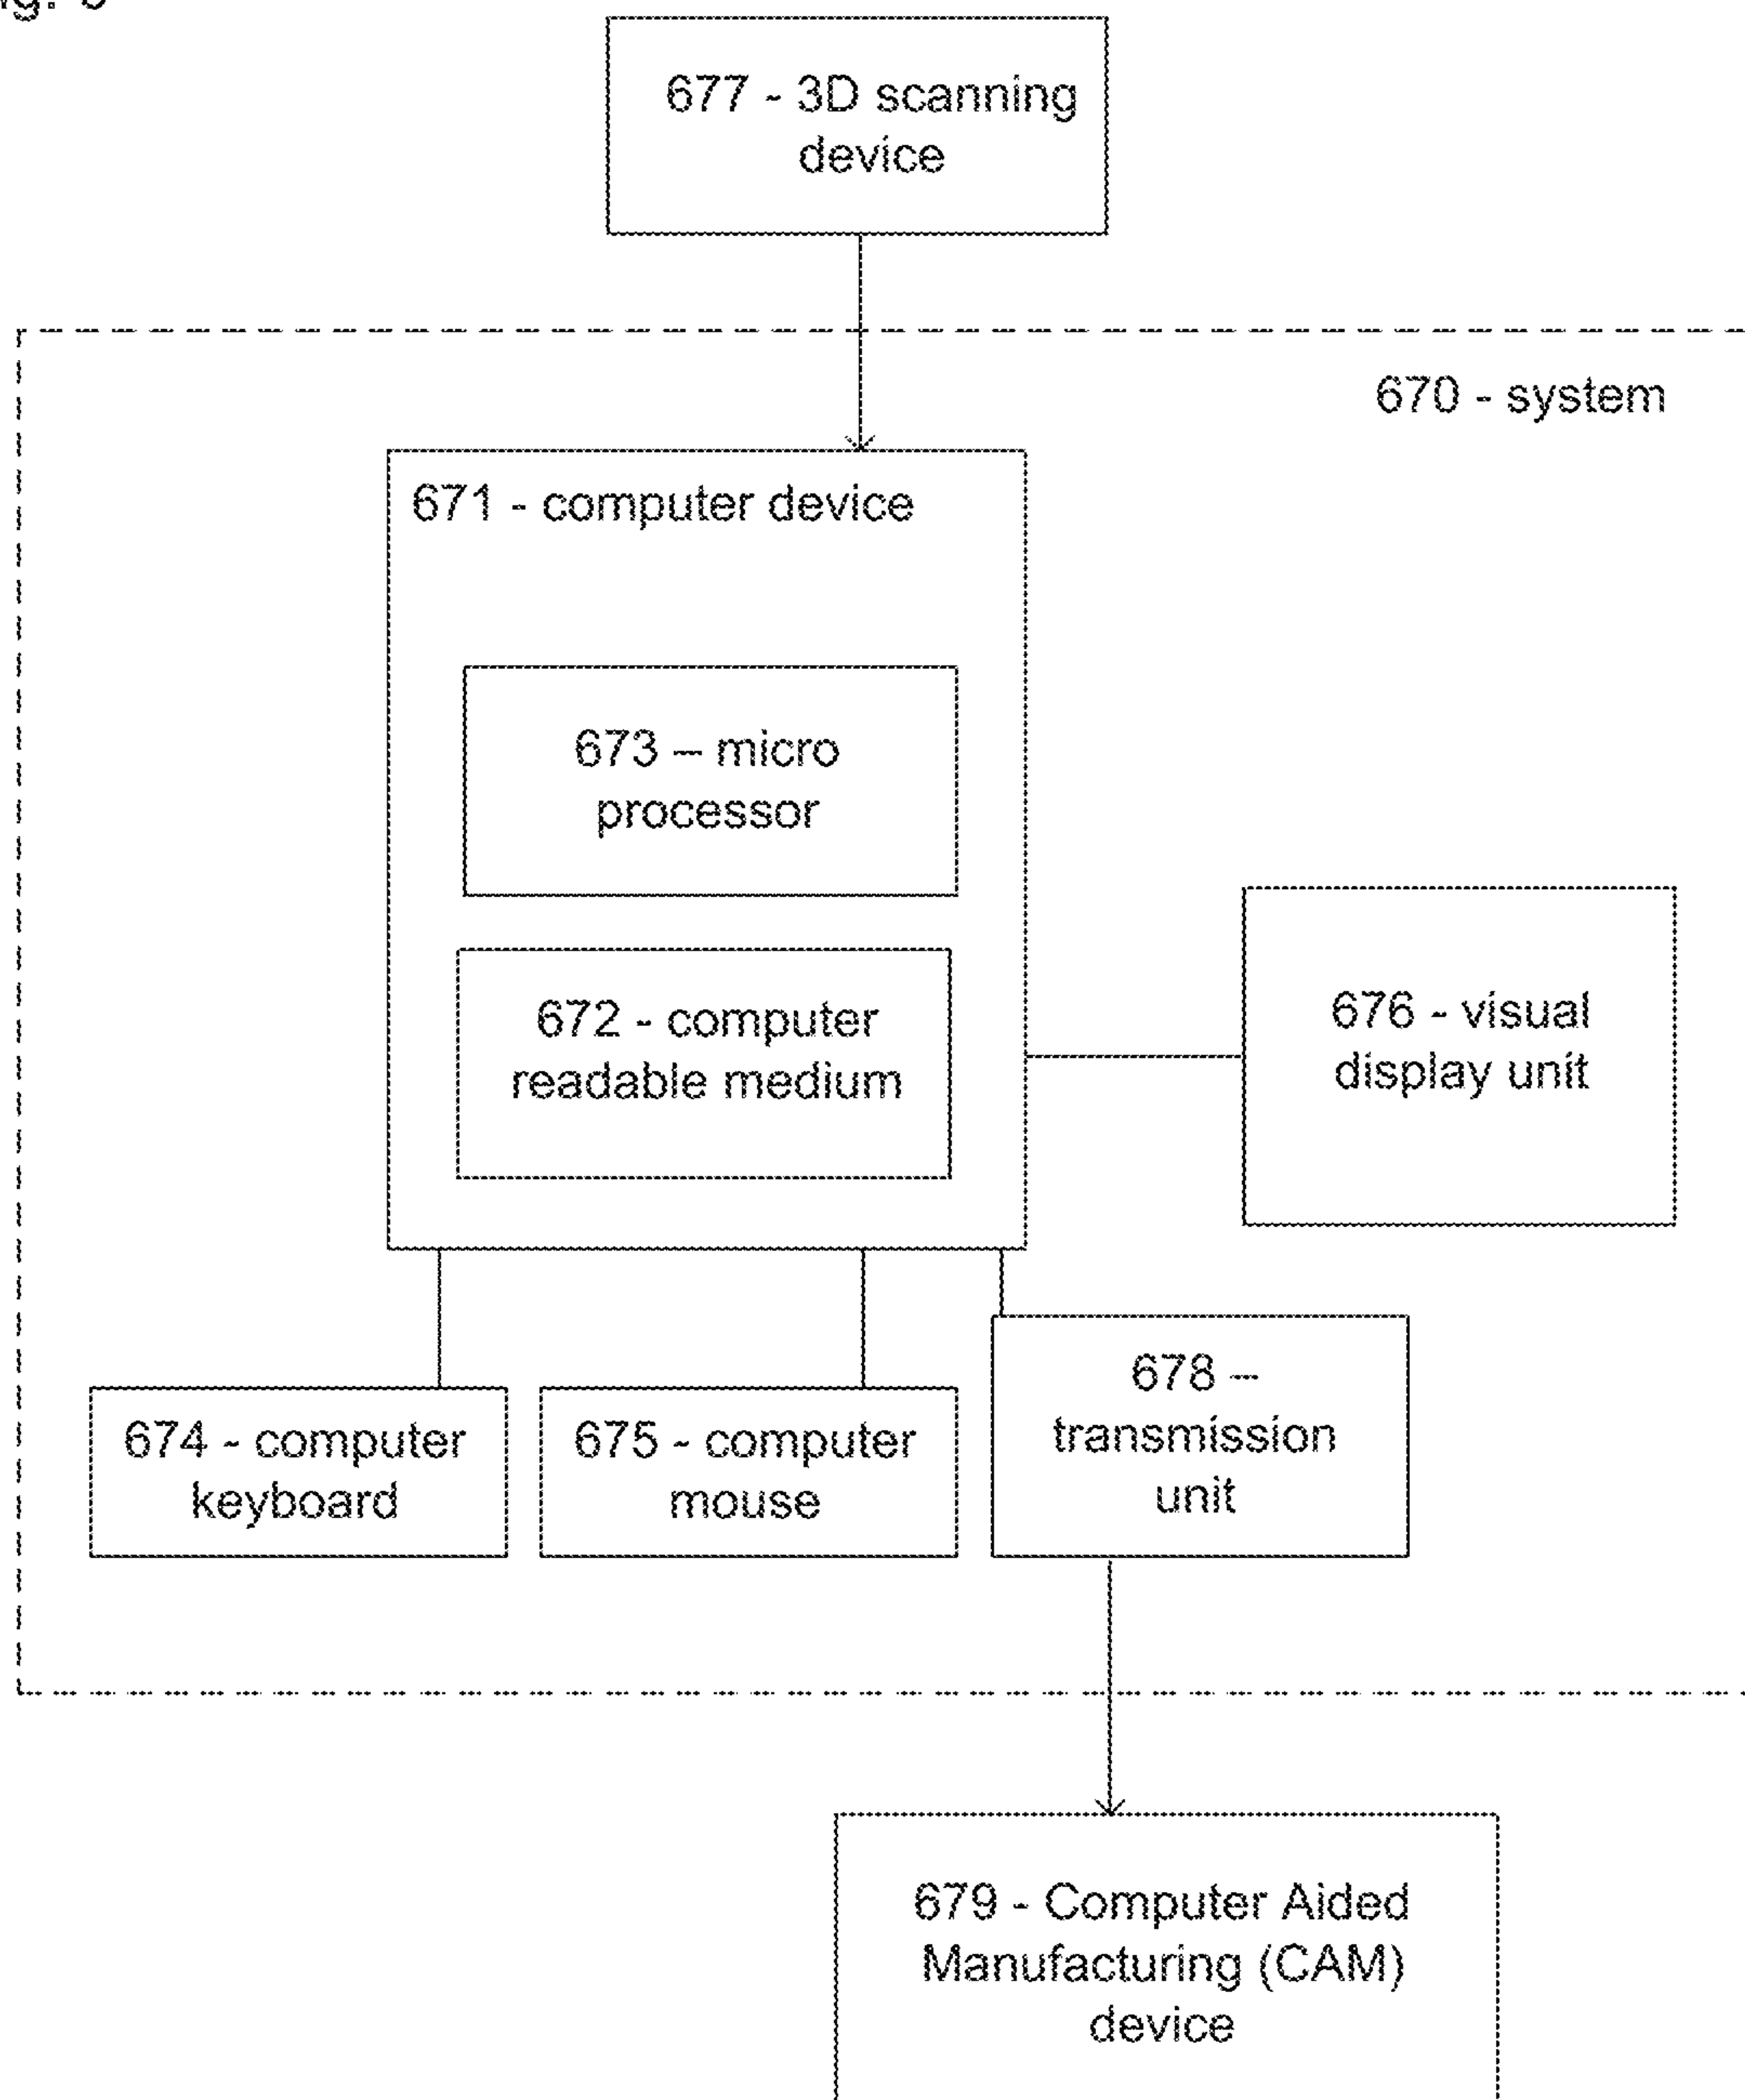 677 - 3D scanning
device
670 - system
671 - computer device
673 – micro
processor
672 - computer
readable medium
676 - visual
display unit
678 –
transmission
unit
674 - computer
keyboard
675 - computer
mouse
679 - Computer Aided
Manufacturing (CAM)
device